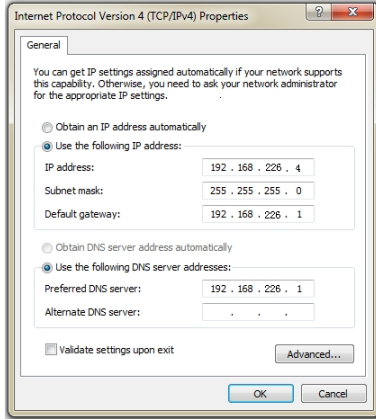 Internet Protocol Version 4 (TCP/IPv4) Properties
General
You can get IP settings assigned automatically if your network supports
this capability. Otherwise, you need to ask your network administrator
for the appropriate IP settings.
Obtain an IP address automatically
Use the following IP address:
IP address: 192 . 168 . 226 . 4
Subnet mask: 255 . 255 . 255 . 0
Default gateway: 192 . 168 . 226 . 1
Obtain DNS server address automatically
Use the following DNS server addresses:
Preferred DNS server: 192 . 168 . 226 . 1
Alternate DNS server: . . .
Validate settings upon exit
Advanced...
OK Cancel